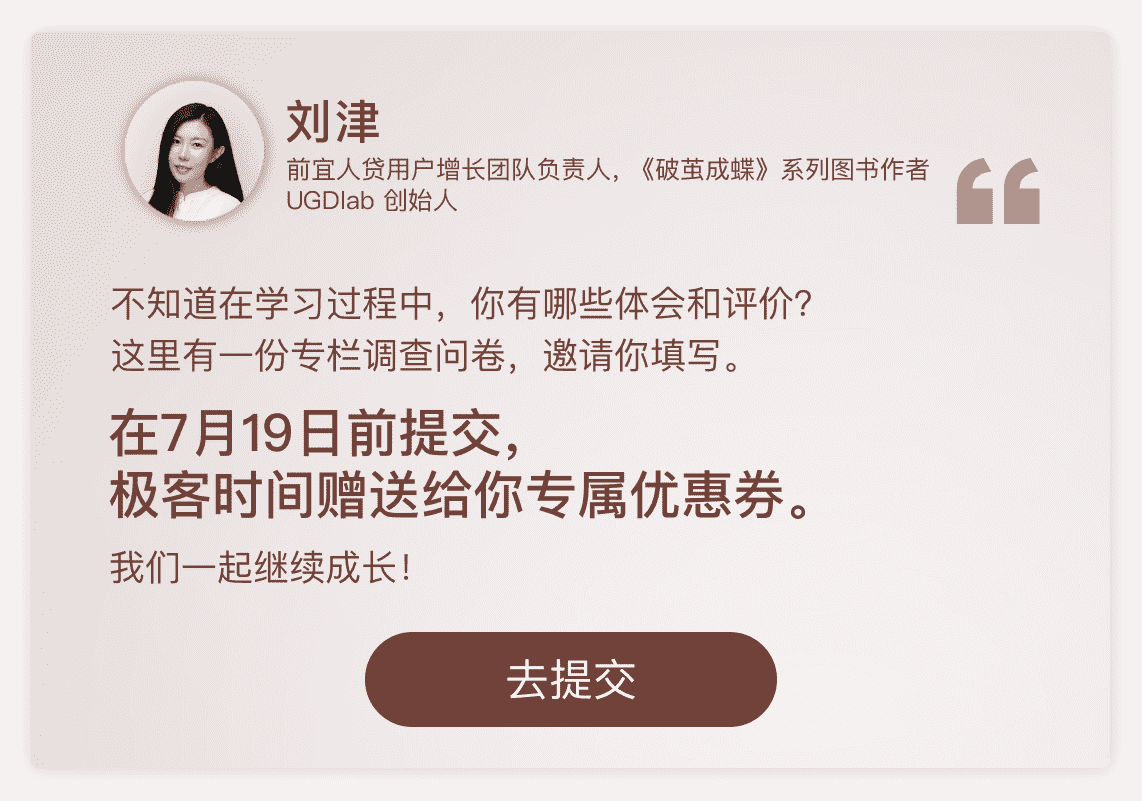 刘津
前宜人贷用户增长团队负责人，《破茧成蝶》系列图书作者
UGDlab 创始人
不知道在学习过程中，你有哪些体会和评价？
这里有一份专栏调查问卷，邀请你填写。
在7月19日前提交，
极客时间赠送给你专属优惠券。
我们一起继续成长！
去提交